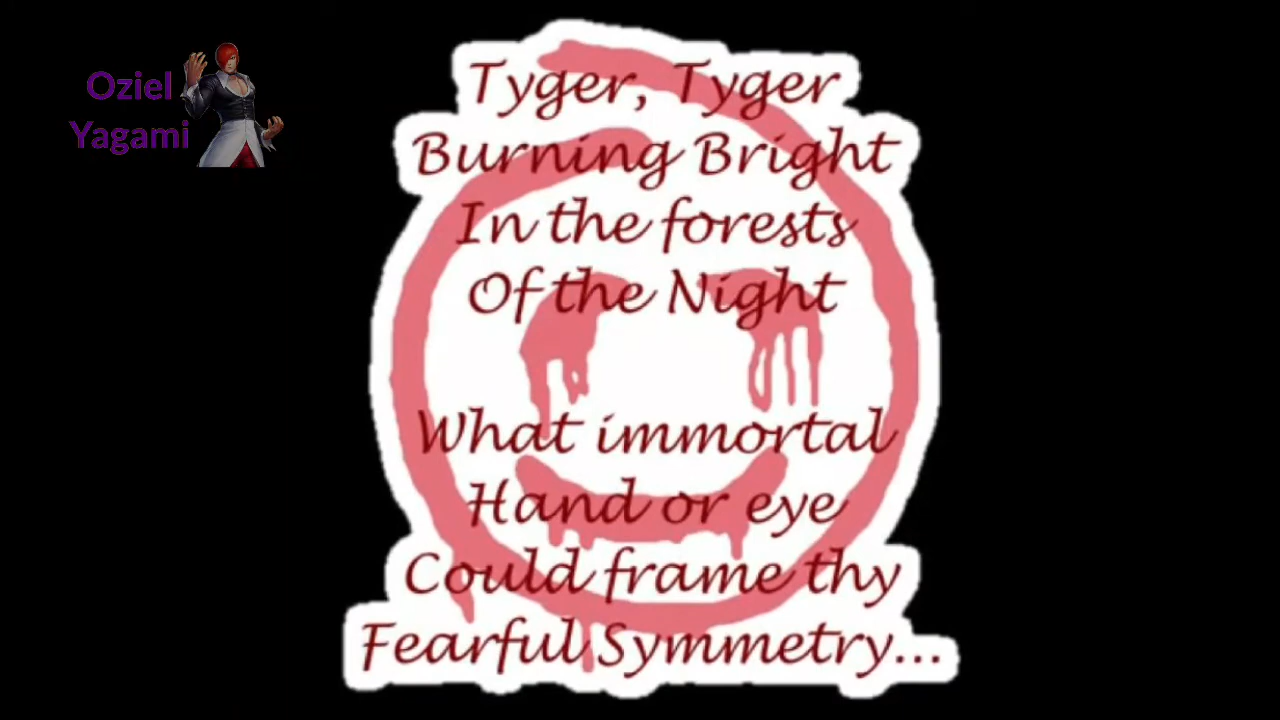 Oziel
Yagami
Tyger, Tyger
Burning Bright
In the forests
Of the Night
What immortal
Hand or eye
Could frame thy
Fearful Symmetry...